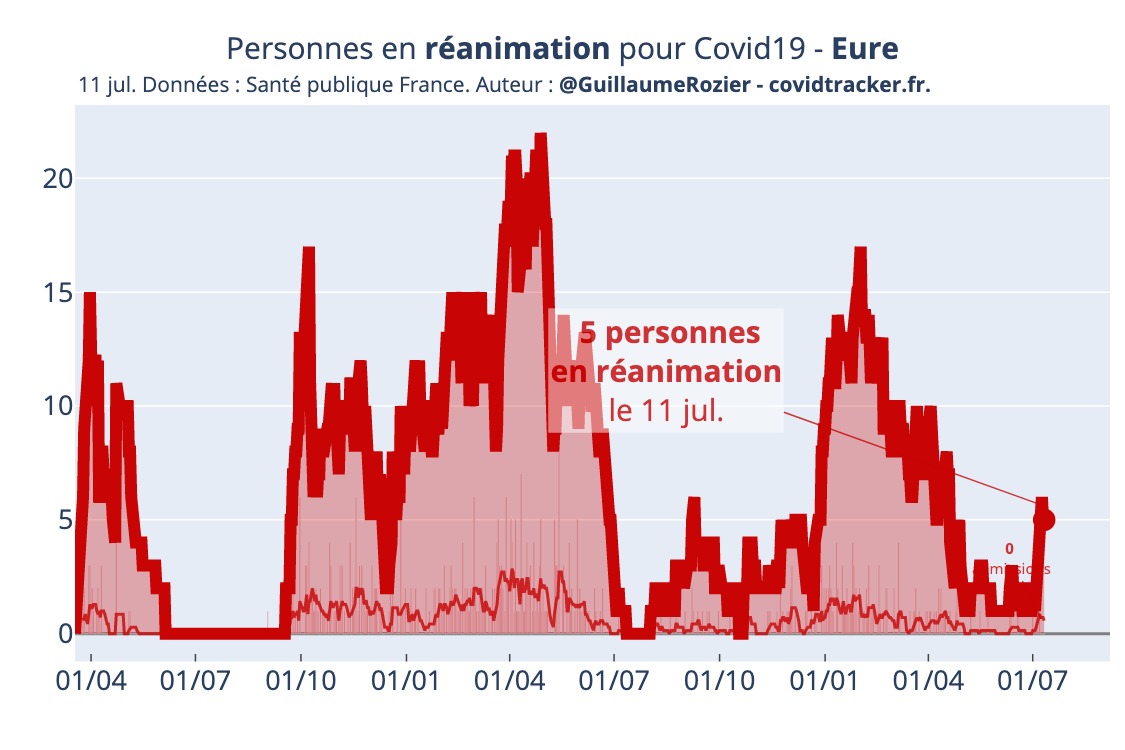 Personnes en réanimation pour Covid19 - Eure
11 jul. Données : Santé publique France. Auteur : @GuillaumeRozier - covidtracker.fr.
20
15
10
5
0
5 personnes
en réanimation
le 11 jul.
0
admissions
01/04 01/07 01/10 01/01 01/04 01/07 01/10 01/01 01/04 01/07